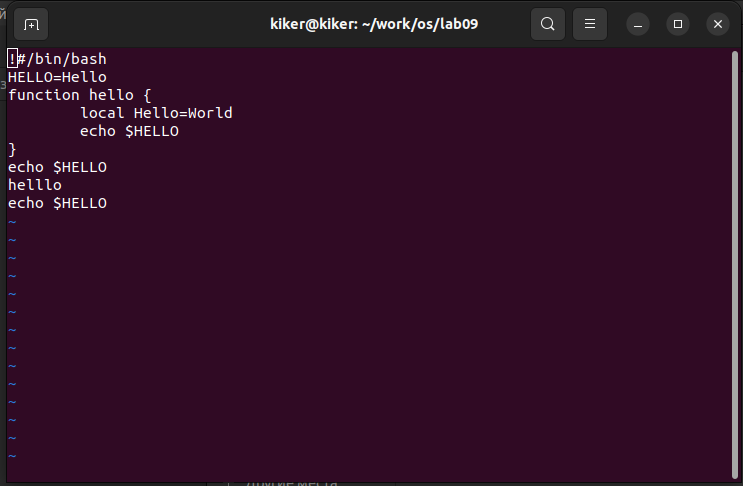 kiker@kiker: ~/work/os/lab09
!#/bin/bash
HELLO=Hello
function hello {
        local Hello=World
        echo $HELLO
}
echo $HELLO
helllo
echo $HELLO
~
~
~
~
~
~
~
~
~
~
~
~
~
~